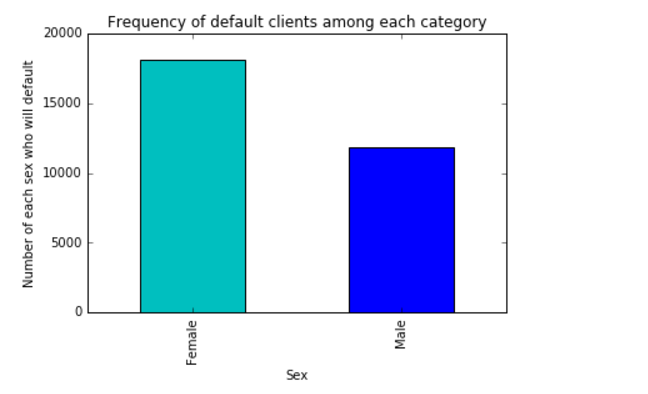 Frequency of default clients among each category
20000
15000
10000
5000
0
Number of each sex who will default
Female
Male
Sex